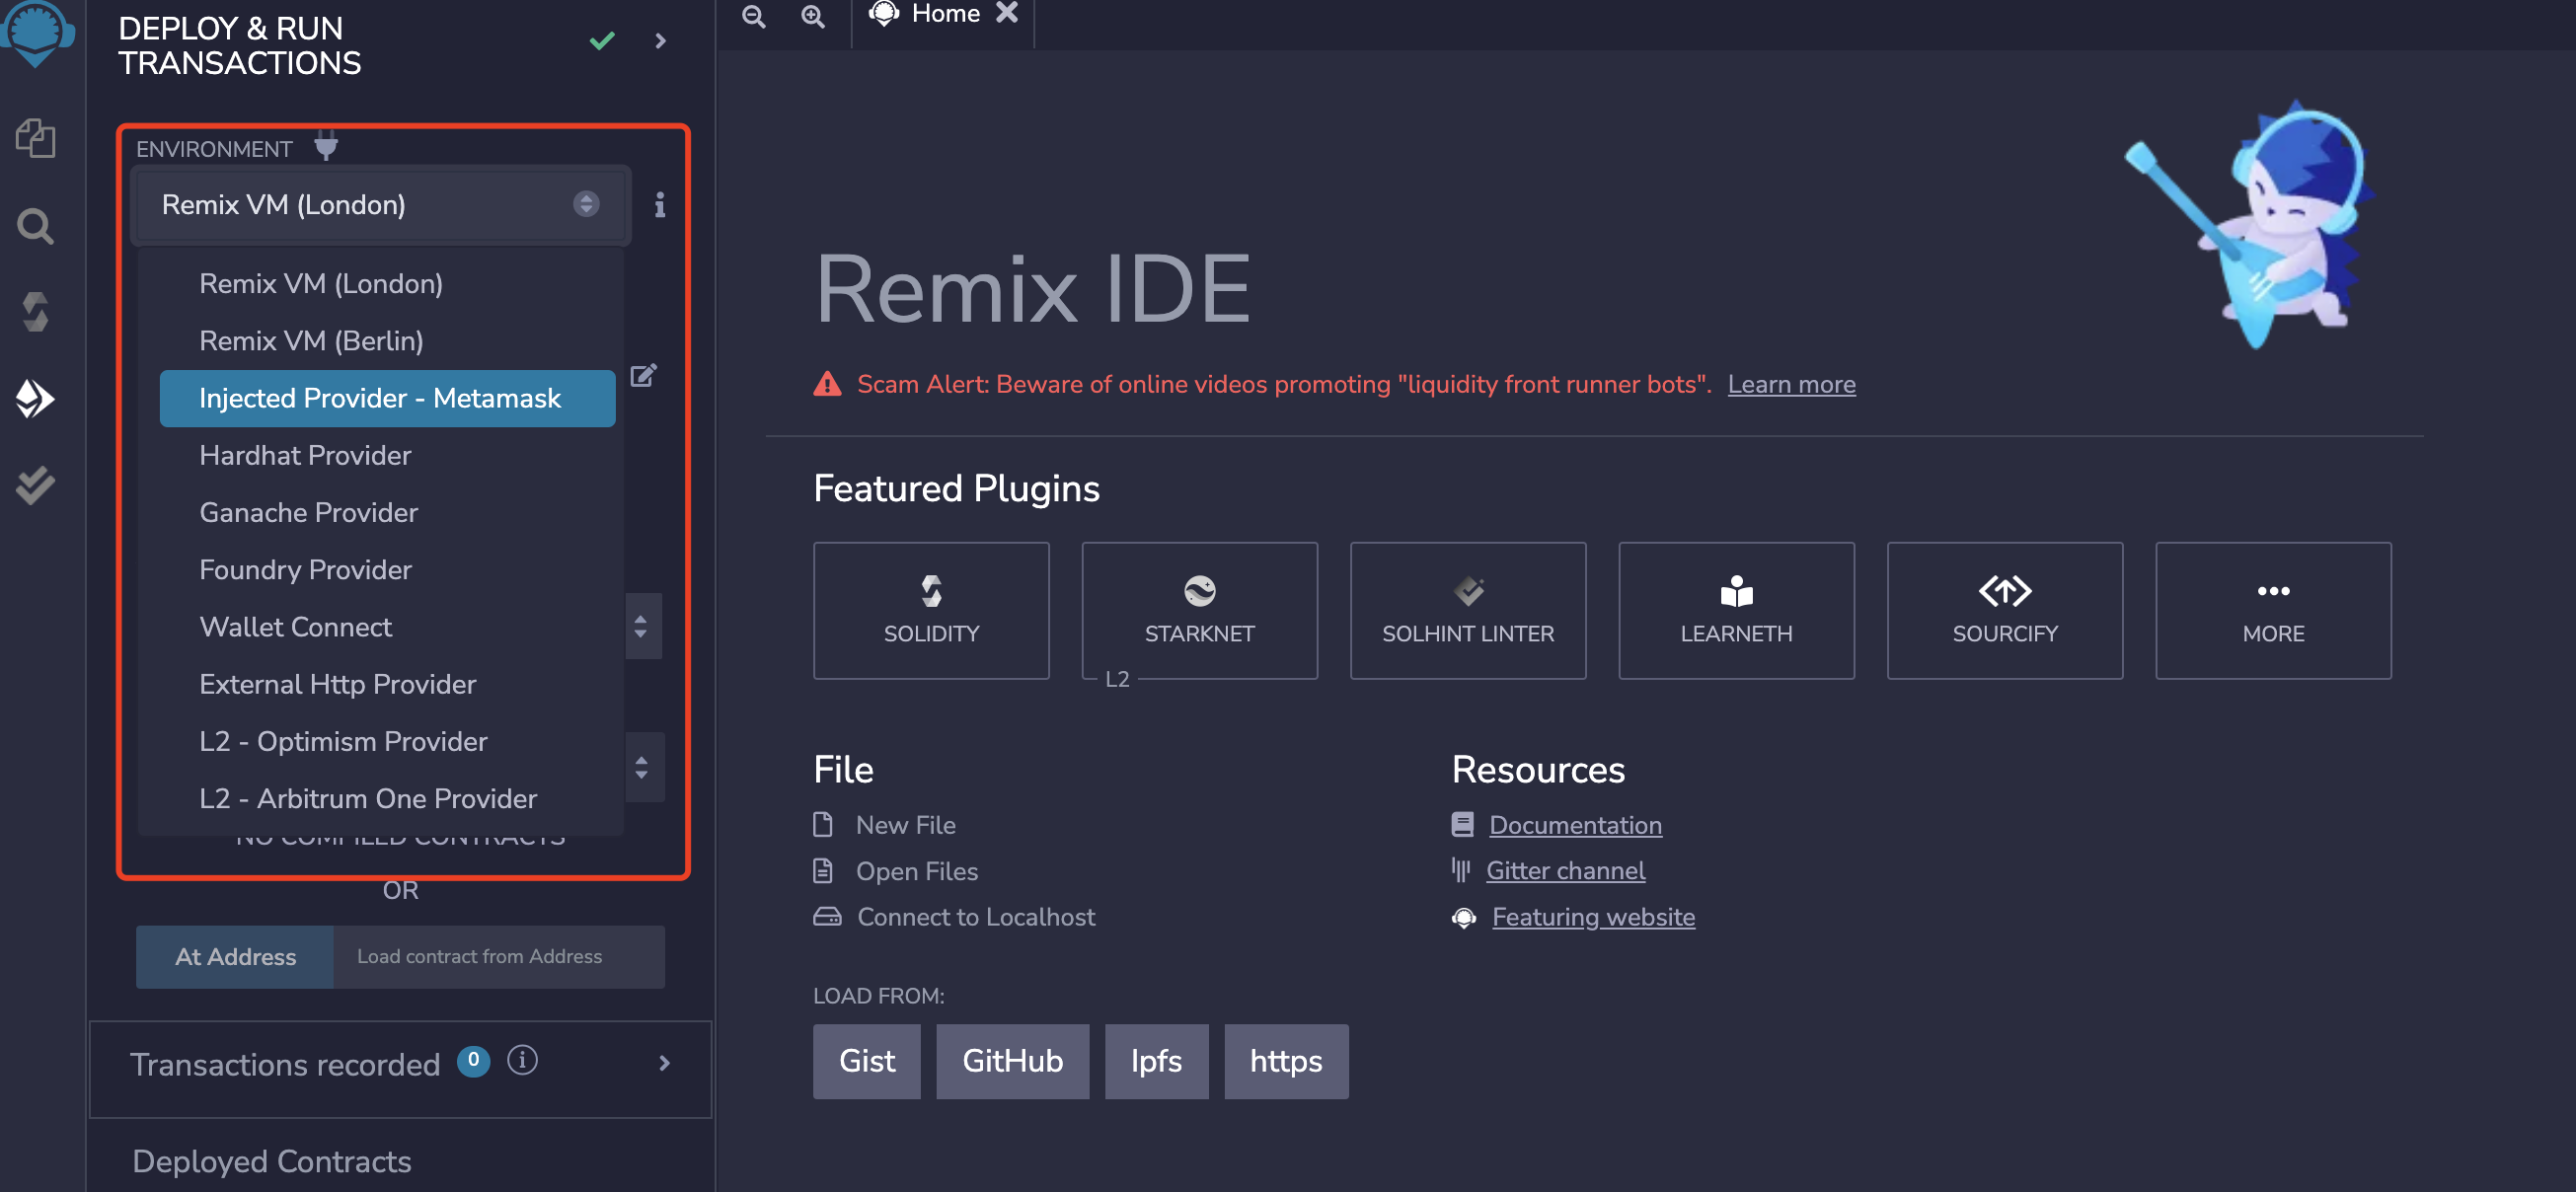 DEPLOY & RUN
TRANSACTIONS
ENVIRONMENT
Remix VM (London)
Remix VM (London)
Remix VM (Berlin)
Injected Provider - Metamask
Hardhat Provider
Ganache Provider
Foundry Provider
Wallet Connect
External Http Provider
L2 - Optimism Provider
L2 - Arbitrum One Provider
NO COMPILED CONTRACTS
OR
At Address
Load contract from Address
Transactions recorded 0
Deployed Contracts
Home
Remix IDE
Scam Alert: Beware of online videos promoting "liquidity front runner bots". Learn more
Featured Plugins
SOLIDITY
STARKNET
L2
SOLHINT LINTER
LEARNETH
SOURCIFY
MORE
File
New File
Open Files
Connect to Localhost
Resources
Documentation
Gitter channel
Featuring website
LOAD FROM:
Gist
GitHub
Ipfs
https